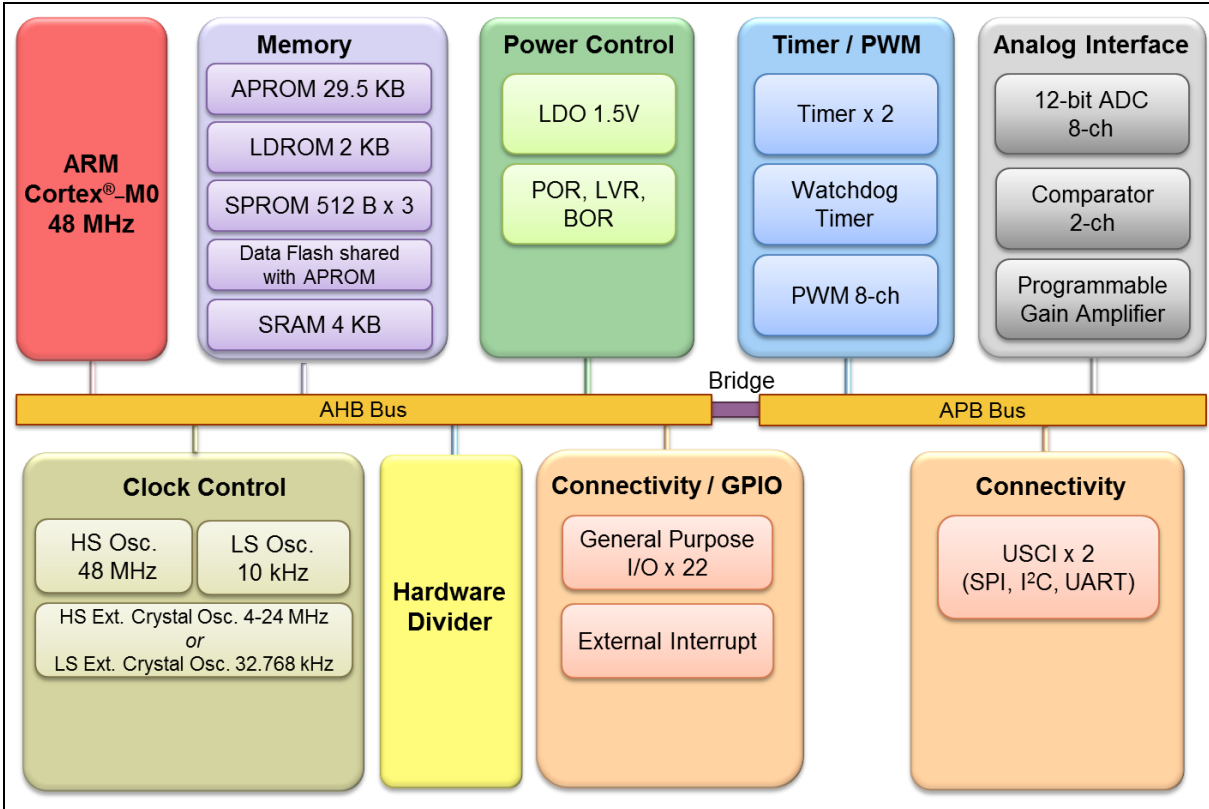 ARM
Cortex®–M0
48 MHz
Memory
APROM 29.5 KB
LDROM 2 KB
SPROM 512 B x 3
Data Flash shared
with APROM
SRAM 4 KB
Power Control
LDO 1.5V
POR, LVR,
BOR
Timer / PWM
Timer x 2
Watchdog
Timer
PWM 8-ch
Analog Interface
12-bit ADC
8-ch
Comparator
2-ch
Programmable
Gain Amplifier
AHB Bus
Bridge
APB Bus
Clock Control
HS Osc.
48 MHz
LS Osc.
10 kHz
HS Ext. Crystal Osc. 4-24 MHz
or
LS Ext. Crystal Osc. 32.768 kHz
Hardware
Divider
Connectivity / GPIO
General Purpose
I/O x 22
External Interrupt
Connectivity
USCI x 2
(SPI, I²C, UART)